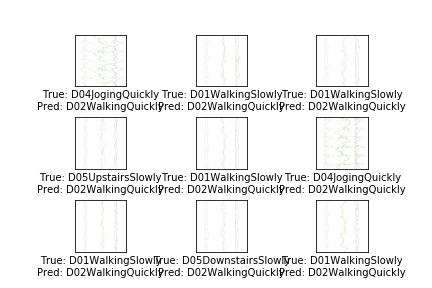 True: D04JogingQuickly True: D01WalkingSlowly True: D01WalkingSlowly
Pred: D02WalkingQuickly Pred: D02WalkingQuickly Pred: D02WalkingQuickly
True: D05UpstairsSlowly True: D01WalkingSlowly True: D04JogingQuickly
Pred: D02WalkingQuickly Pred: D02WalkingQuickly Pred: D02WalkingQuickly
True: D01WalkingSlowly True: D05DownstairsSlowly True: D01WalkingSlowly
Pred: D02WalkingQuickly Pred: D02WalkingQuickly Pred: D02WalkingQuickly